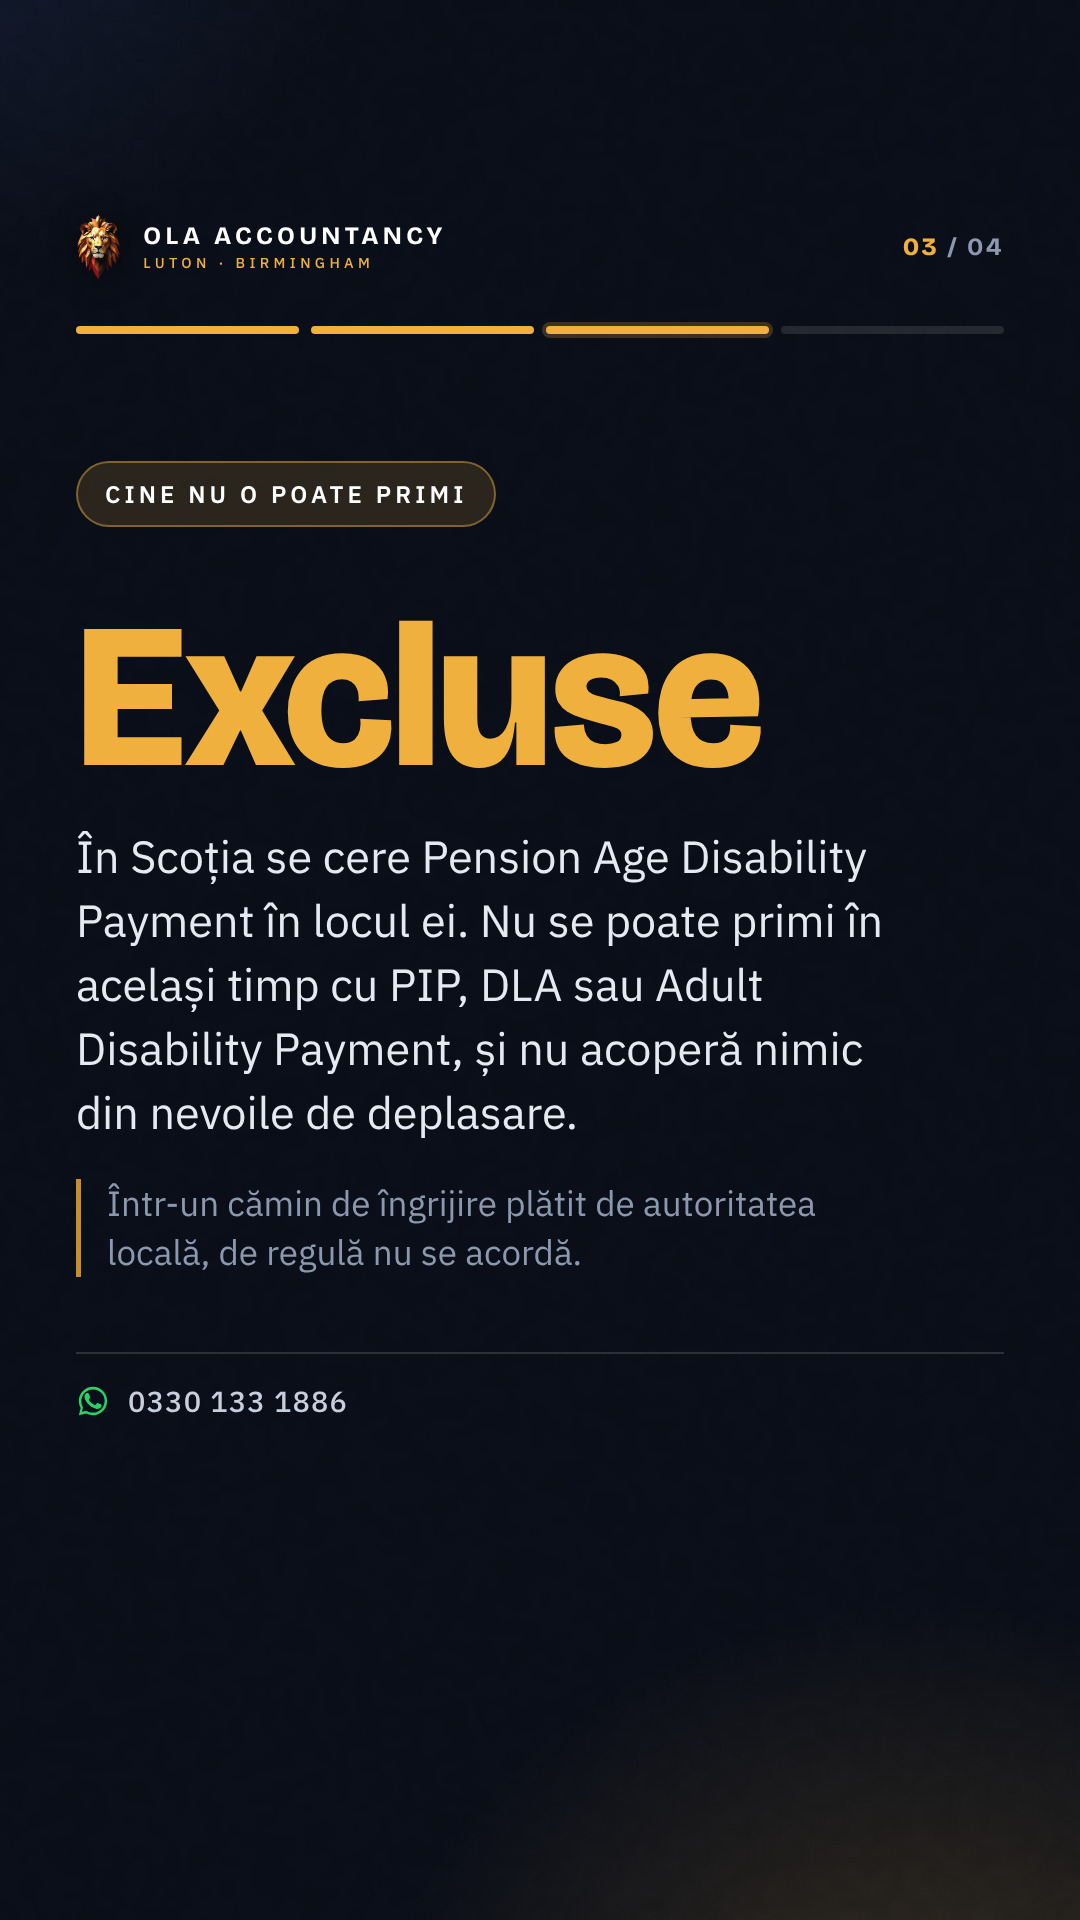 OLA ACCOUNTANCY
LUTON · BIRMINGHAM
03 / 04
CINE NU O POATE PRIMI
Excluse
În Scoția se cere Pension Age Disability
Payment în locul ei. Nu se poate primi în
același timp cu PIP, DLA sau Adult
Disability Payment, și nu acoperă nimic
din nevoile de deplasare.
Într-un cămin de îngrijire plătit de autoritatea
locală, de regulă nu se acordă.
0330 133 1886